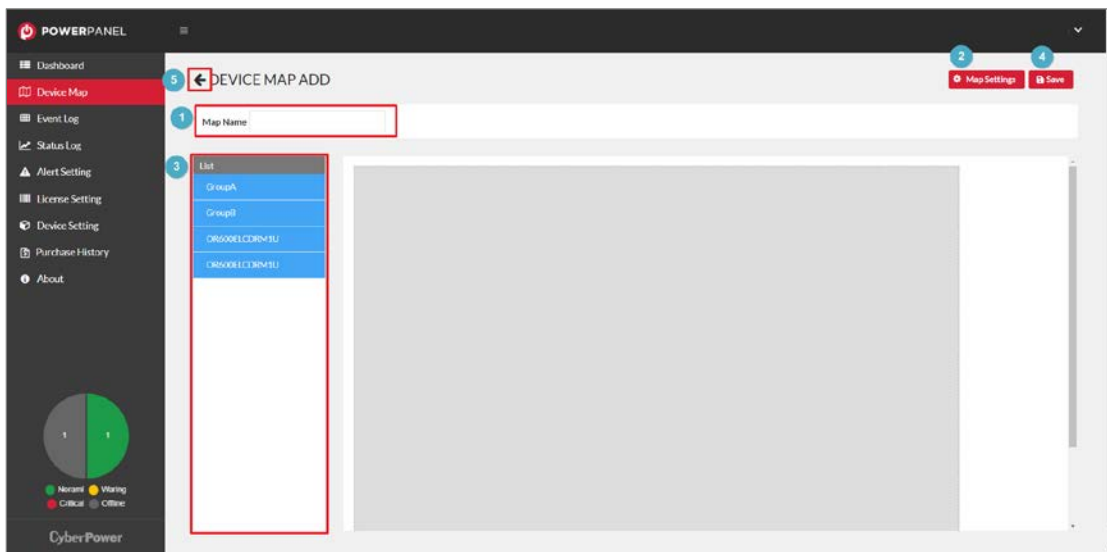 POWERPANEL
Dashboard
Device Map
Event Log
Status Log
Alert Setting
License Setting
Device Setting
Purchase History
About
1 1
Noraml Waring
Critical Offline
CyberPower
5 DEVICE MAP ADD
2 Map Settings
4 Save
1 Map Name
3 List
GroupA
GroupB
OR600ELCDRM1U
OR600ELCDRM1U